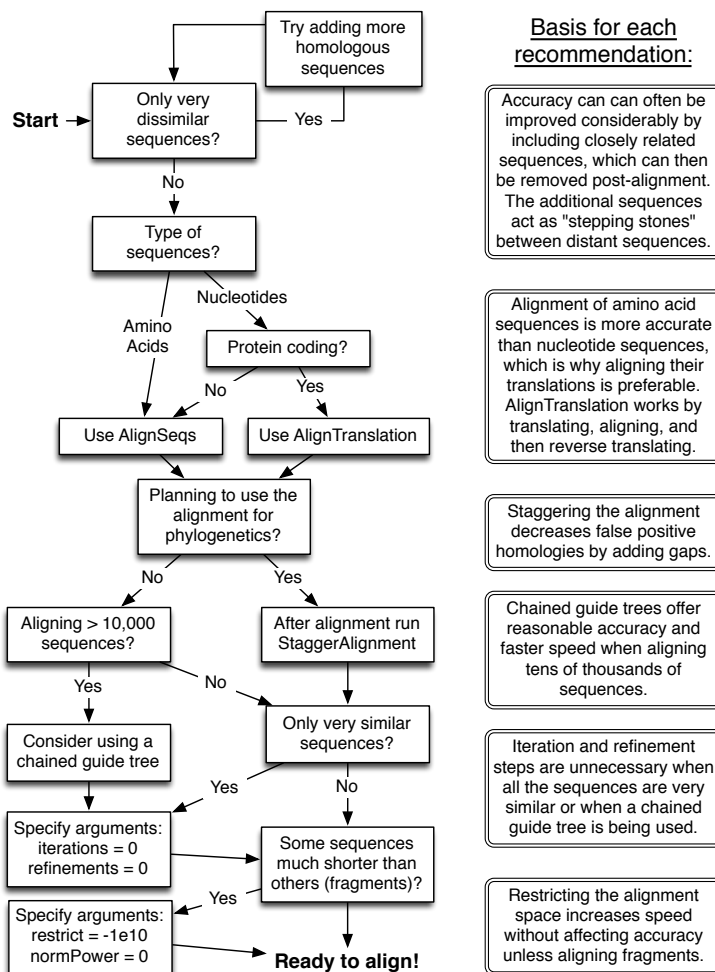 Try adding more
homologous
sequences
Start
Only very
dissimilar
sequences?
Yes
No
Type of
sequences?
Nucleotides
Amino
Acids
Protein coding?
No
Yes
Use AlignSeqs
Use AlignTranslation
Planning to use the
alignment for
phylogenetics?
No
Yes
Aligning > 10,000
sequences?
After alignment run
StaggerAlignment
Yes
No
Consider using a
chained guide tree
Only very similar
sequences?
Yes
No
Specify arguments:
iterations = 0
refinements = 0
Some sequences
much shorter than
others (fragments)?
Yes
Specify arguments:
restrict = -1e10
normPower = 0
Ready to align!
Basis for each
recommendation:
Accuracy can can often be
improved considerably by
including closely related
sequences, which can then
be removed post-alignment.
The additional sequences
act as "stepping stones"
between distant sequences.
Alignment of amino acid
sequences is more accurate
than nucleotide sequences,
which is why aligning their
translations is preferable.
AlignTranslation works by
translating, aligning, and
then reverse translating.
Staggering the alignment
decreases false positive
homologies by adding gaps.
Chained guide trees offer
reasonable accuracy and
faster speed when aligning
tens of thousands of
sequences.
Iteration and refinement
steps are unnecessary when
all the sequences are very
similar or when a chained
guide tree is being used.
Restricting the alignment
space increases speed
without affecting accuracy
unless aligning fragments.